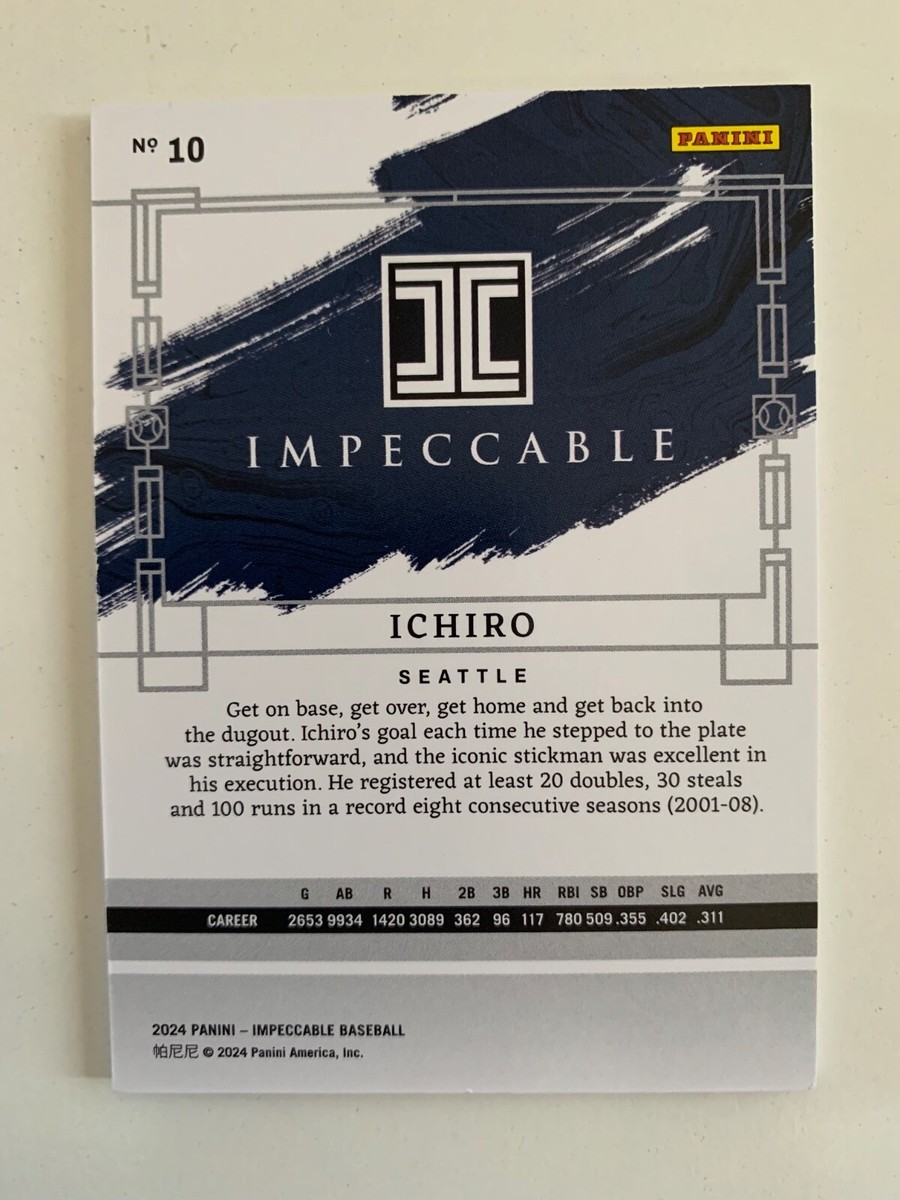 Nº 10
PANINI
IMPECCABLE
ICHIRO
SEATTLE
Get on base, get over, get home and get back into
the dugout. Ichiro's goal each time he stepped to the plate
was straightforward, and the iconic stickman was excellent in
his execution. He registered at least 20 doubles, 30 steals
and 100 runs in a record eight consecutive seasons (2001-08).
G AB R H 2B 3B HR RBI SB OBP SLG AVG
CAREER 2653 9934 1420 3089 362 96 117 780 509 .355 .402 .311
2024 PANINI – IMPECCABLE BASEBALL
帕尼尼 © 2024 Panini America, Inc.